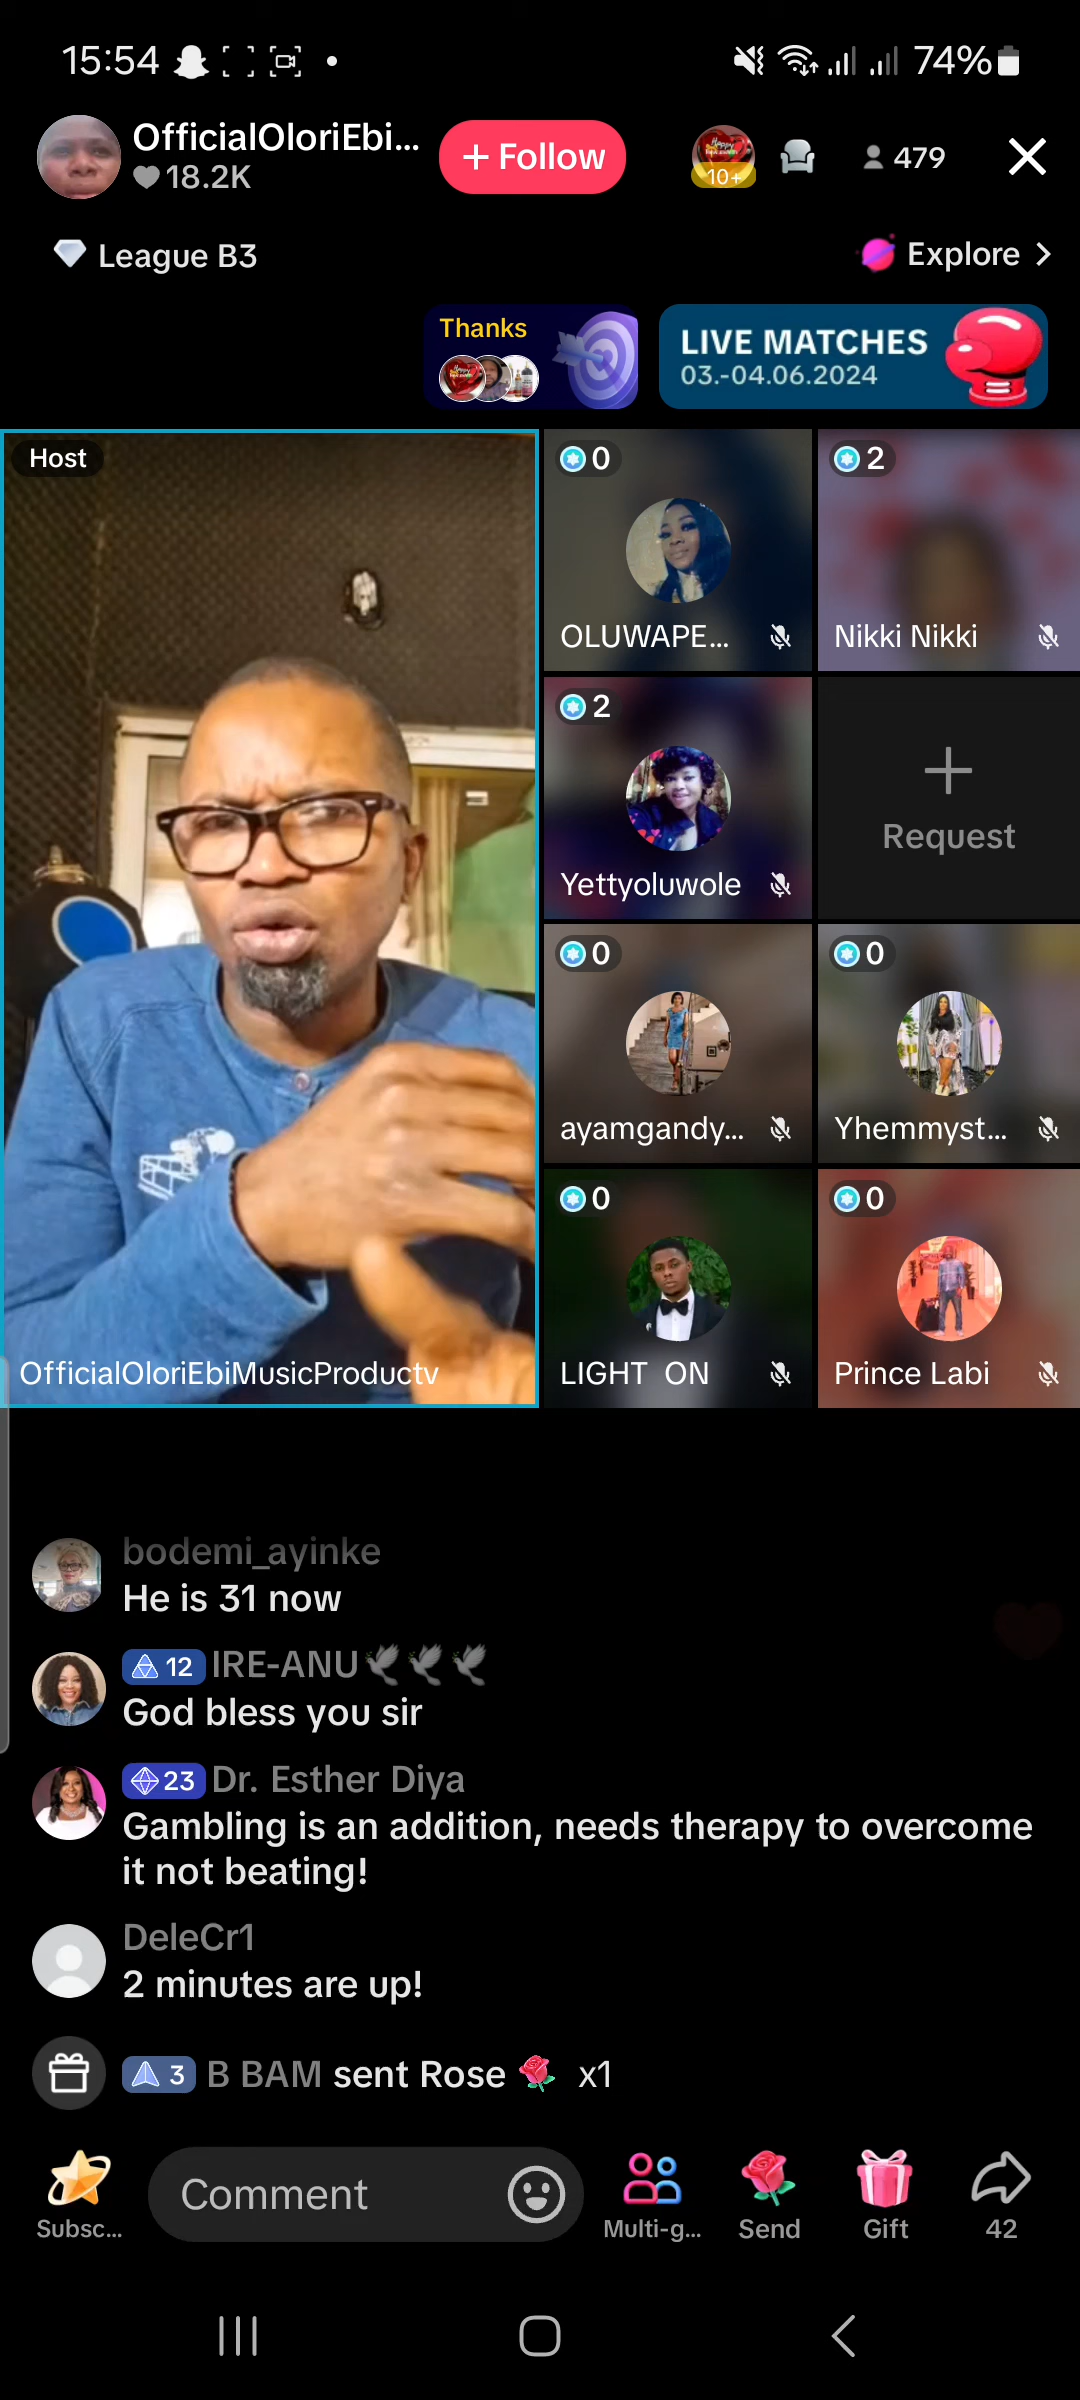 15:54
74%
OfficialOloriEbi...
18.2K
+ Follow
10+
479
League B3
Explore >
Thanks
LIVE MATCHES
03.-04.06.2024
Host
0
2
OLUWAPE...
Nikki Nikki
2
Yettyoluwole
Request
0
0
ayamgandy...
Yhemmyst...
0
0
OfficialOloriEbiMusicProductv
LIGHT ON
Prince Labi
bodemi_ayinke
He is 31 now
12 IRE-ANU🕊🕊🕊
God bless you sir
23 Dr. Esther Diya
Gambling is an addition, needs therapy to overcome
it not beating!
DeleCr1
2 minutes are up!
3 B BAM sent Rose 🌹 x1
Comment
Subsc...
Multi-g...
Send
Gift
42